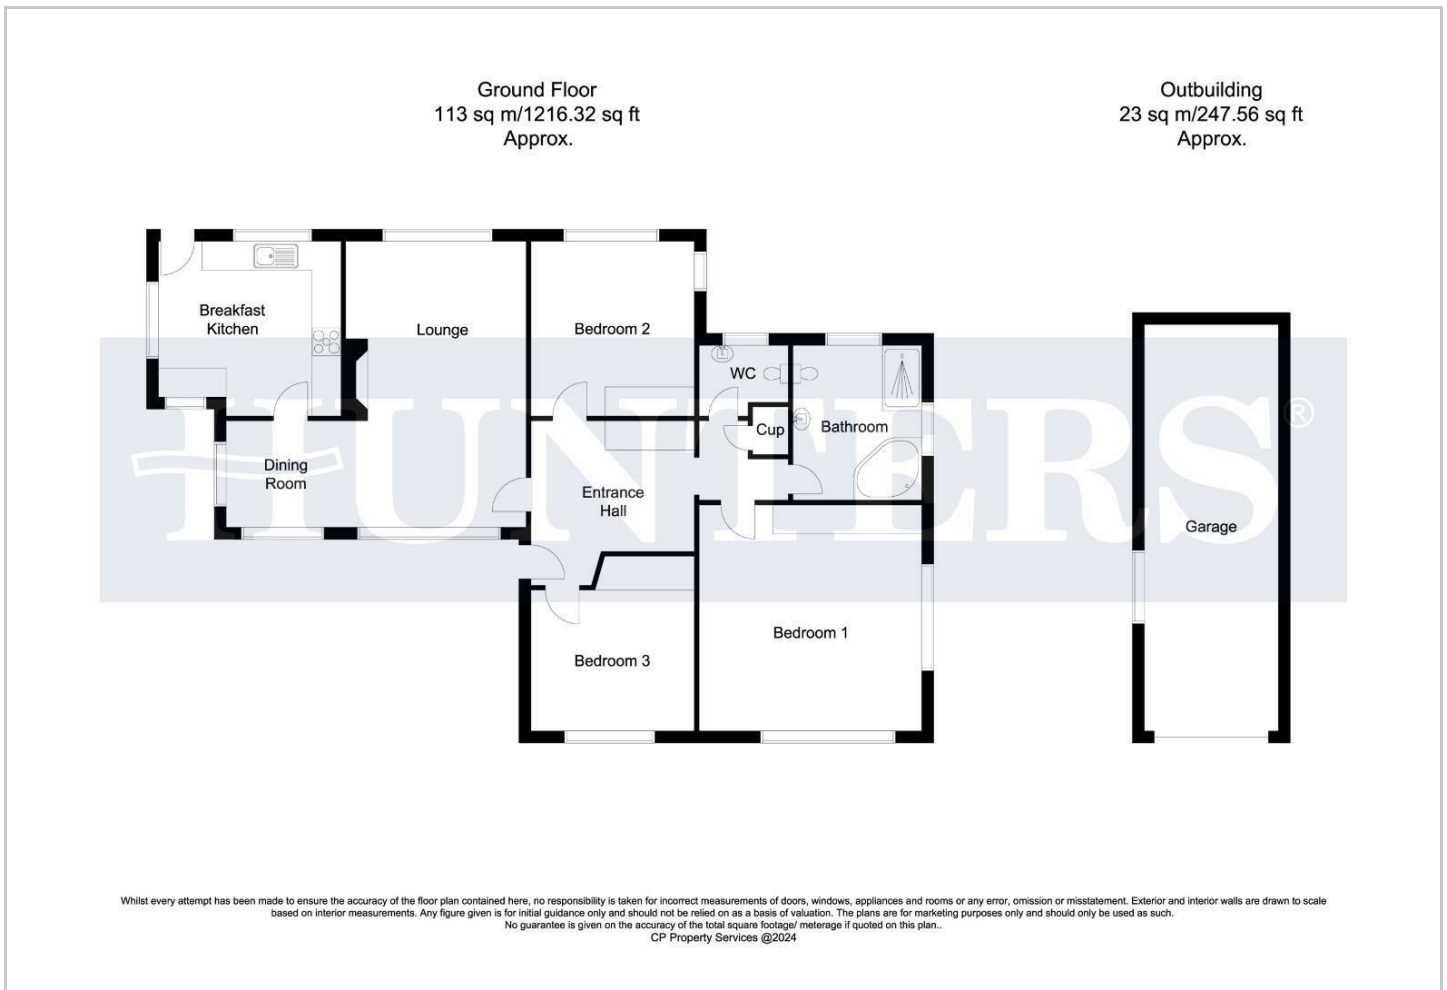 Ground Floor
113 sq m/1216.32 sq ft
Approx.
Outbuilding
23 sq m/247.56 sq ft
Approx.
Breakfast
Kitchen
Lounge
Bedroom 2
WC
Cup
Bathroom
HUNTERS®
Dining
Room
Entrance
Hall
Garage
Bedroom 1
Bedroom 3
Whilst every attempt has been made to ensure the accuracy of the floor plan contained here, no responsibility is taken for incorrect measurements of doors, windows, appliances and rooms or any error, omission or misstatement. Exterior and interior walls are drawn to scale
based on interior measurements. Any figure given is for initial guidance only and should not be relied on as a basis of valuation. The plans are for marketing purposes only and should only be used as such.
No guarantee is given on the accuracy of the total square footage/ meterage if quoted on this plan..
CP Property Services @2024